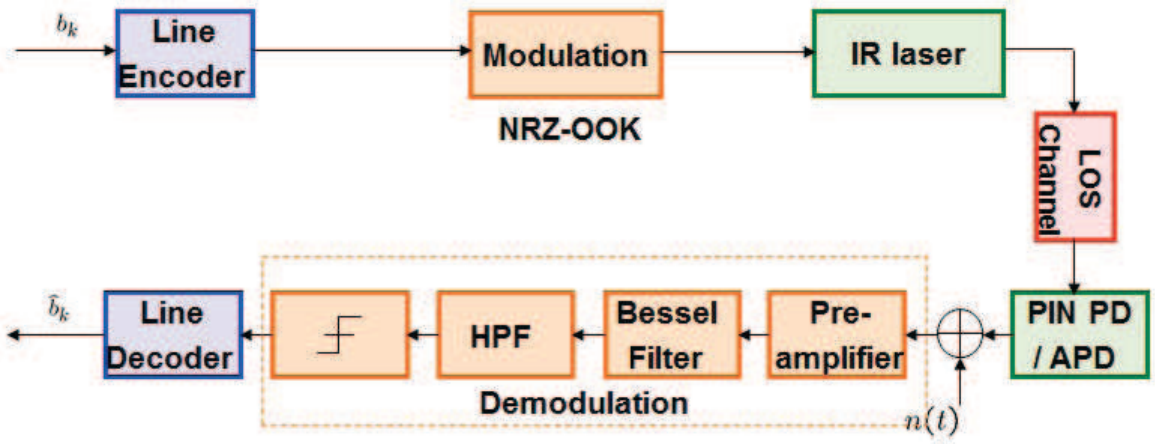 b_k
Line
Encoder
Modulation
NRZ-OOK
IR laser
LOS
Channel
PIN PD
/ APD
n(t)
Pre-
amplifier
Bessel
Filter
HPF
Demodulation
Line
Decoder
b̂_k